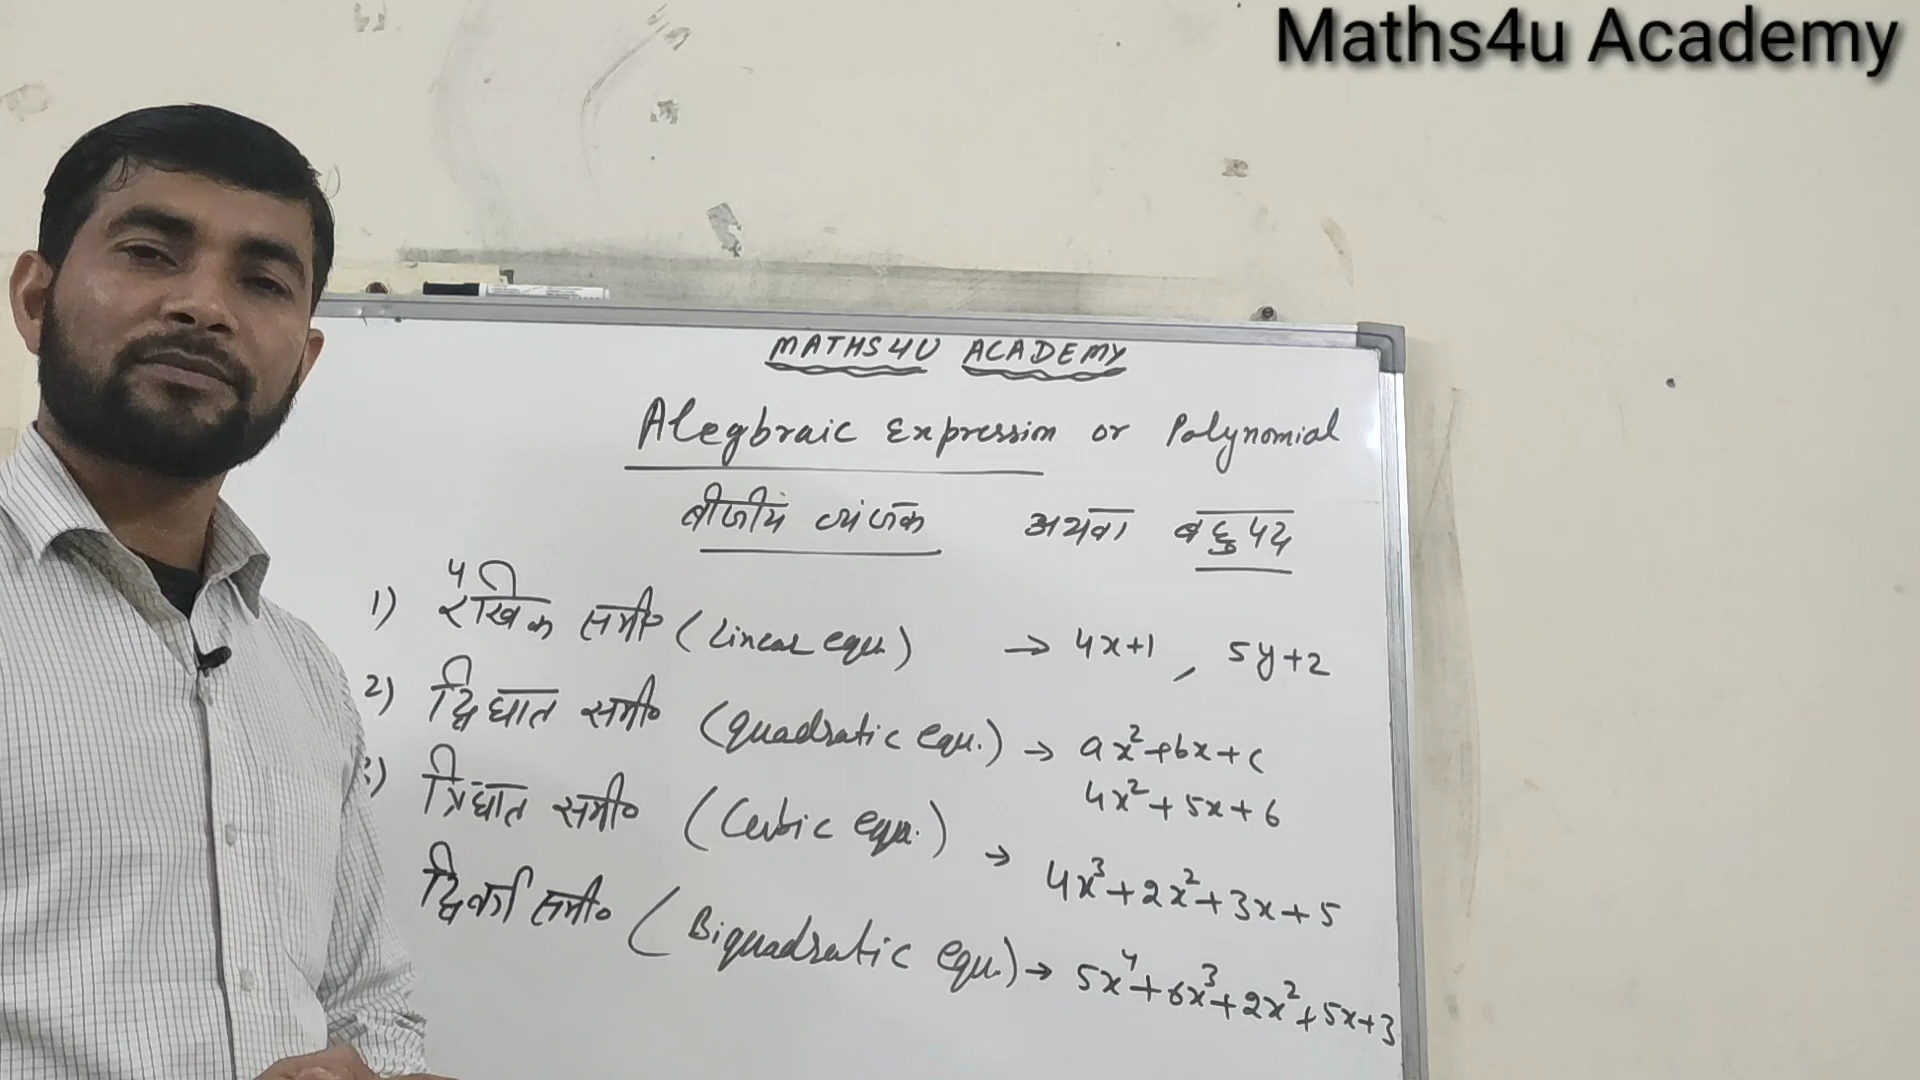 Maths4u Academy
MATHS4U ACADEMY
Alegbraic Expression or Polynomial
बीजीय व्यंजक अथवा बहुपद
1) रेखिक समी० (Linear equ.) → 4x+1, 5y+2
2) द्विघात समी० (quadratic equ.) → ax²+bx+c
4x²+5x+6
3) त्रिघात समी० (Cubic equ.) → 4x³+2x²+3x+5
द्विवर्ग समी० (Biquadratic equ.) → 5x⁴+6x³+2x²+5x+3